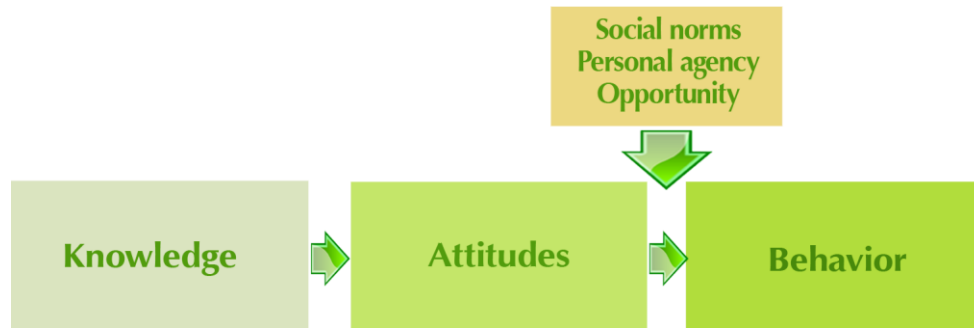 Social norms
Personal agency
Opportunity
Knowledge
Attitudes
Behavior